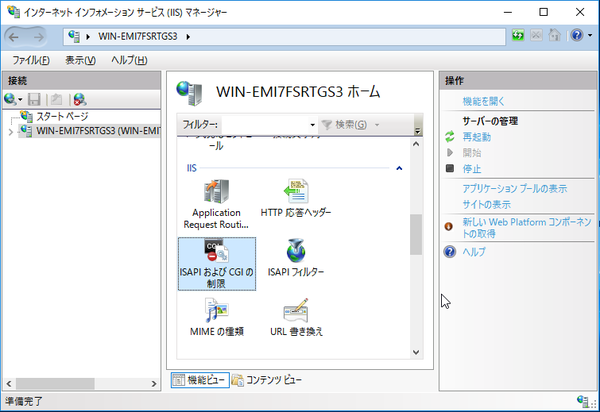 インターネット インフォメーション サービス (IIS) マネージャー
WIN-EMI7FSRTGS3
ファイル(F) 表示(V) ヘルプ(H)
接続
スタート ページ
WIN-EMI7FSRTGS3 (WIN-EMI7
WIN-EMI7FSRTGS3 ホーム
フィルター: 検索(G)
ール
IIS
Application
Request Routi...
HTTP 応答ヘッダー
ISAPI および CGI の
制限
ISAPI フィルター
MIME の種類
URL 書き換え
機能ビュー
コンテンツ ビュー
操作
機能を開く
サーバーの管理
再起動
開始
停止
アプリケーション プールの表示
サイトの表示
新しい Web Platform コンポーネン
トの取得
ヘルプ
準備完了